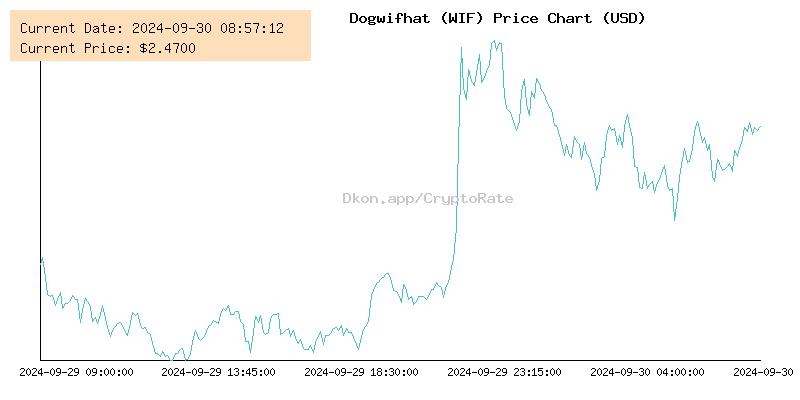 Dogwifhat (WIF) Price Chart (USD)
Current Date: 2024-09-30 08:57:12
Current Price: $2.4700
Dkon.app/CryptoRate
2024-09-29 09:00:00 2024-09-29 13:45:00 2024-09-29 18:30:00 2024-09-29 23:15:00 2024-09-30 04:00:00 2024-09-30